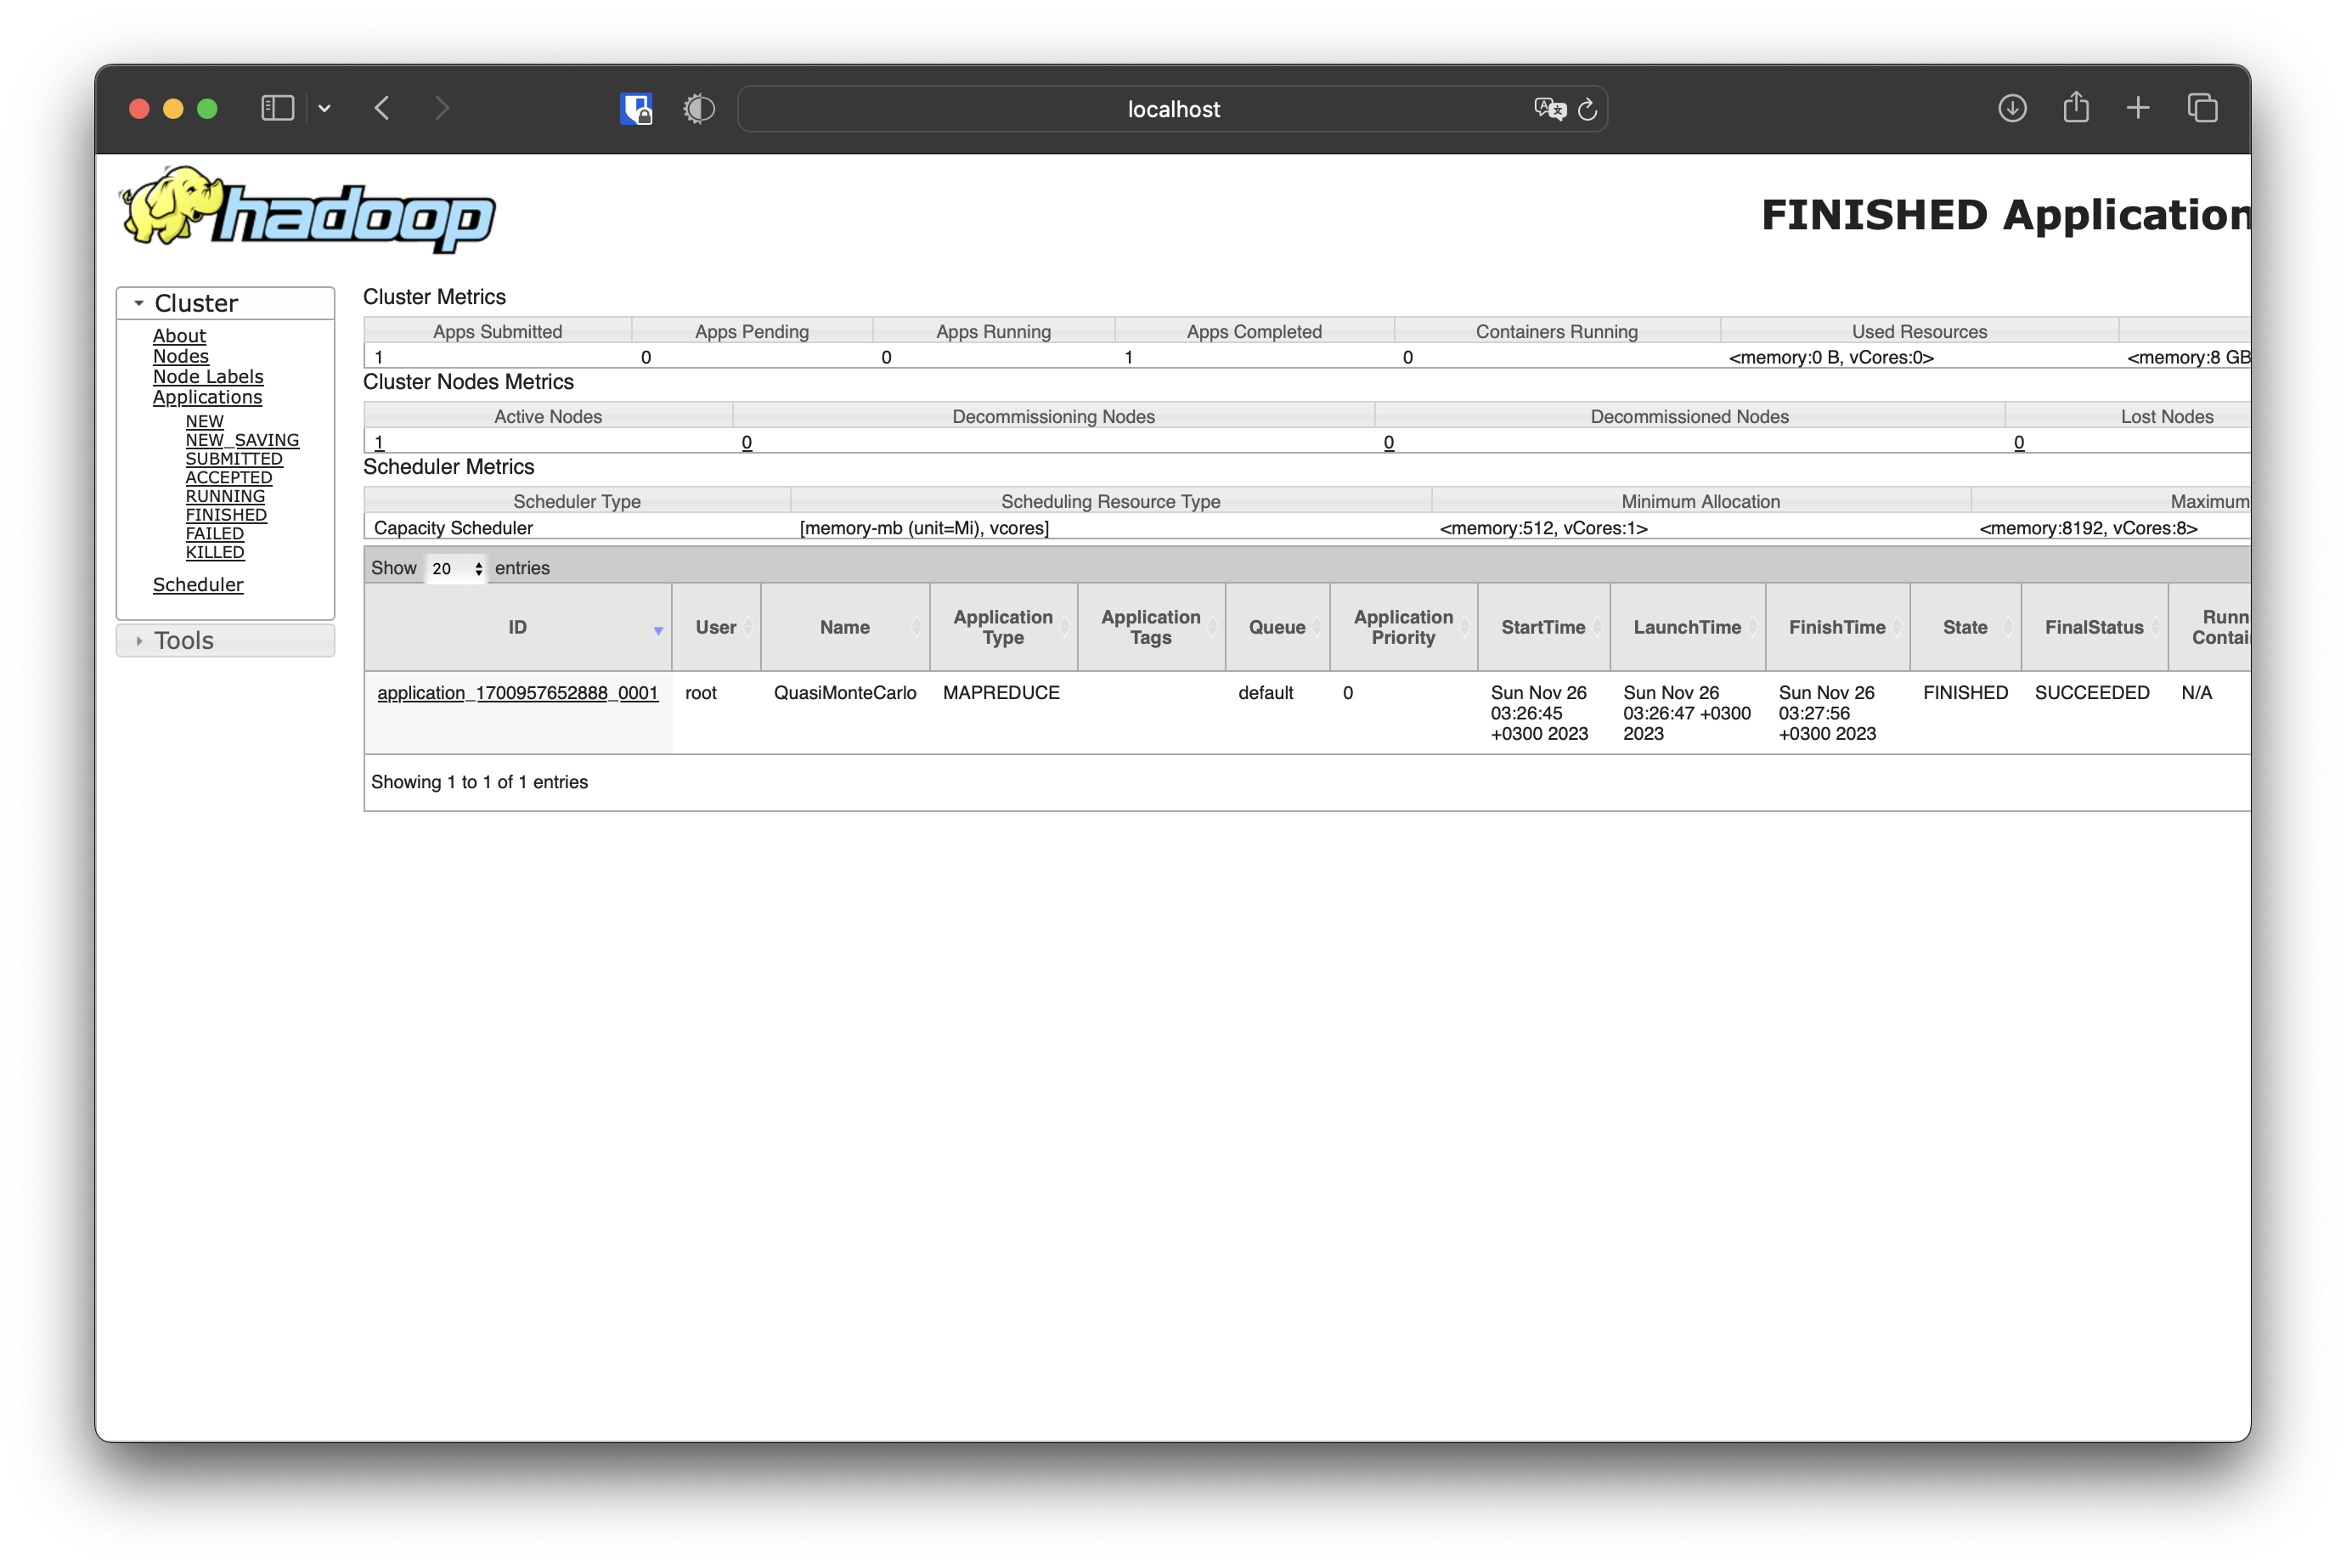 localhost
hadoop
FINISHED Application
Cluster
About
Nodes
Node Labels
Applications
NEW
NEW_SAVING
SUBMITTED
ACCEPTED
RUNNING
FINISHED
FAILED
KILLED
Scheduler
Tools
Cluster Metrics
Apps Submitted Apps Pending Apps Running Apps Completed Containers Running Used Resources
1 0 0 1 0 <memory:0 B, vCores:0> <memory:8 GB
Cluster Nodes Metrics
Active Nodes Decommissioning Nodes Decommissioned Nodes Lost Nodes
1 0 0 0
Scheduler Metrics
Scheduler Type Scheduling Resource Type Minimum Allocation Maximum
Capacity Scheduler [memory-mb (unit=Mi), vcores] <memory:512, vCores:1> <memory:8192, vCores:8>
Show 20 entries
ID User Name Application Type Application Tags Queue Application Priority StartTime LaunchTime FinishTime State FinalStatus Runn Contai
application_1700957652888_0001 root QuasiMonteCarlo MAPREDUCE default 0 Sun Nov 26 03:26:45 +0300 2023 Sun Nov 26 03:26:47 +0300 2023 Sun Nov 26 03:27:56 +0300 2023 FINISHED SUCCEEDED N/A
Showing 1 to 1 of 1 entries